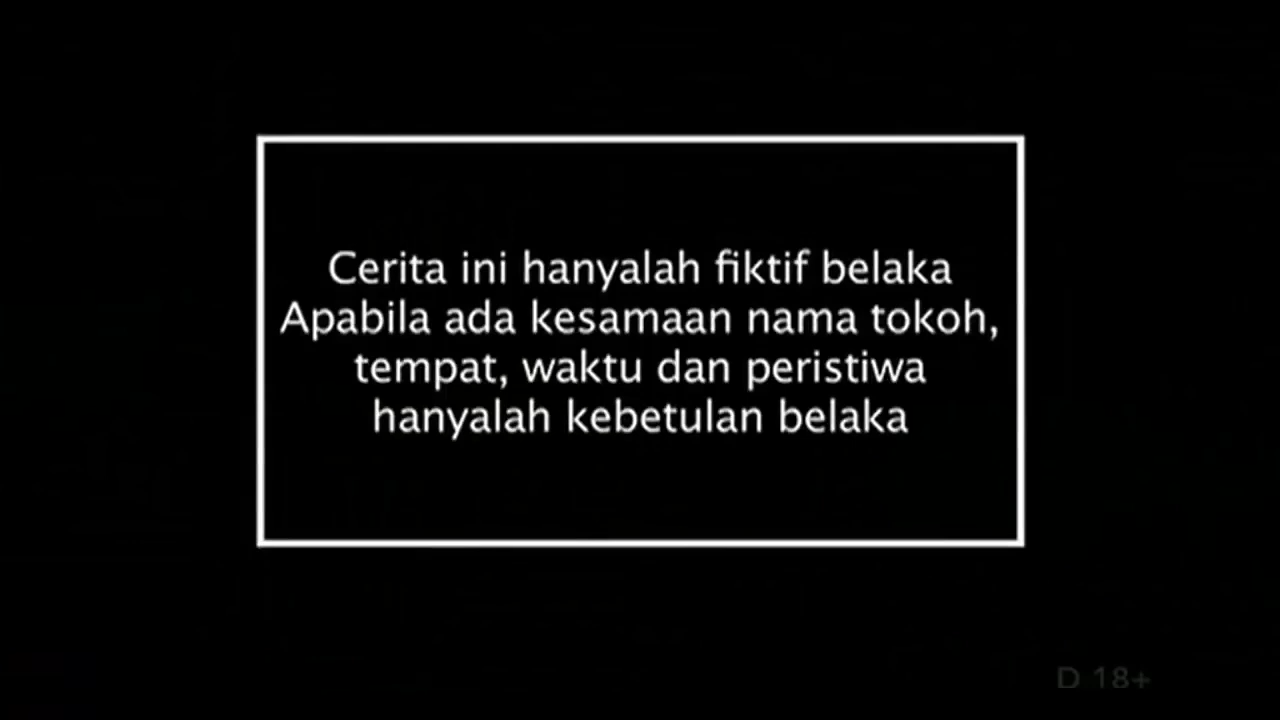 Cerita ini hanyalah fiktif belaka
Apabila ada kesamaan nama tokoh,
tempat, waktu dan peristiwa
hanyalah kebetulan belaka
D 18+